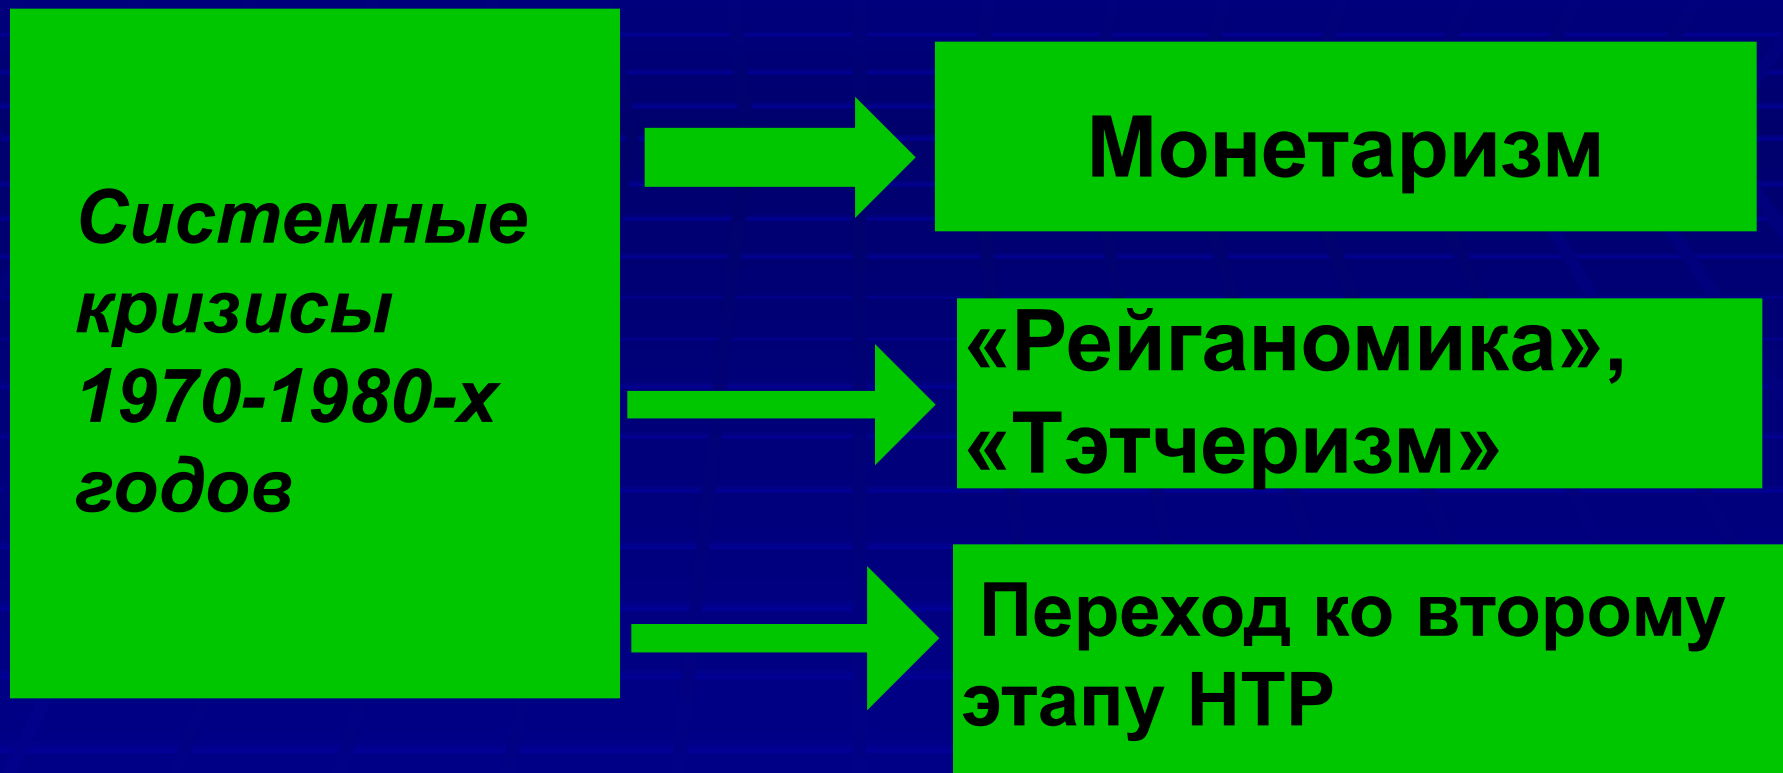 Системные
кризисы
1970-1980-х
годов
Монетаризм
«Рейганомика»,
«Тэтчеризм»
Переход ко второму
этапу НТР